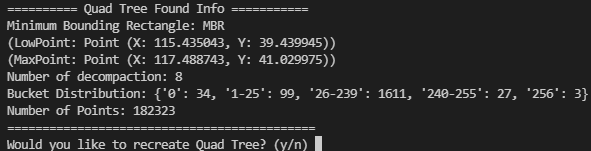 ========== Quad Tree Found Info ===========
Minimum Bounding Rectangle: MBR
(LowPoint: Point (X: 115.435043, Y: 39.439945))
(MaxPoint: Point (X: 117.488743, Y: 41.029975))
Number of decompaction: 8
Bucket Distribution: {'0': 34, '1-25': 99, '26-239': 1611, '240-255': 27, '256': 3}
Number of Points: 182323
============================================
Would you like to recreate Quad Tree? (y/n)